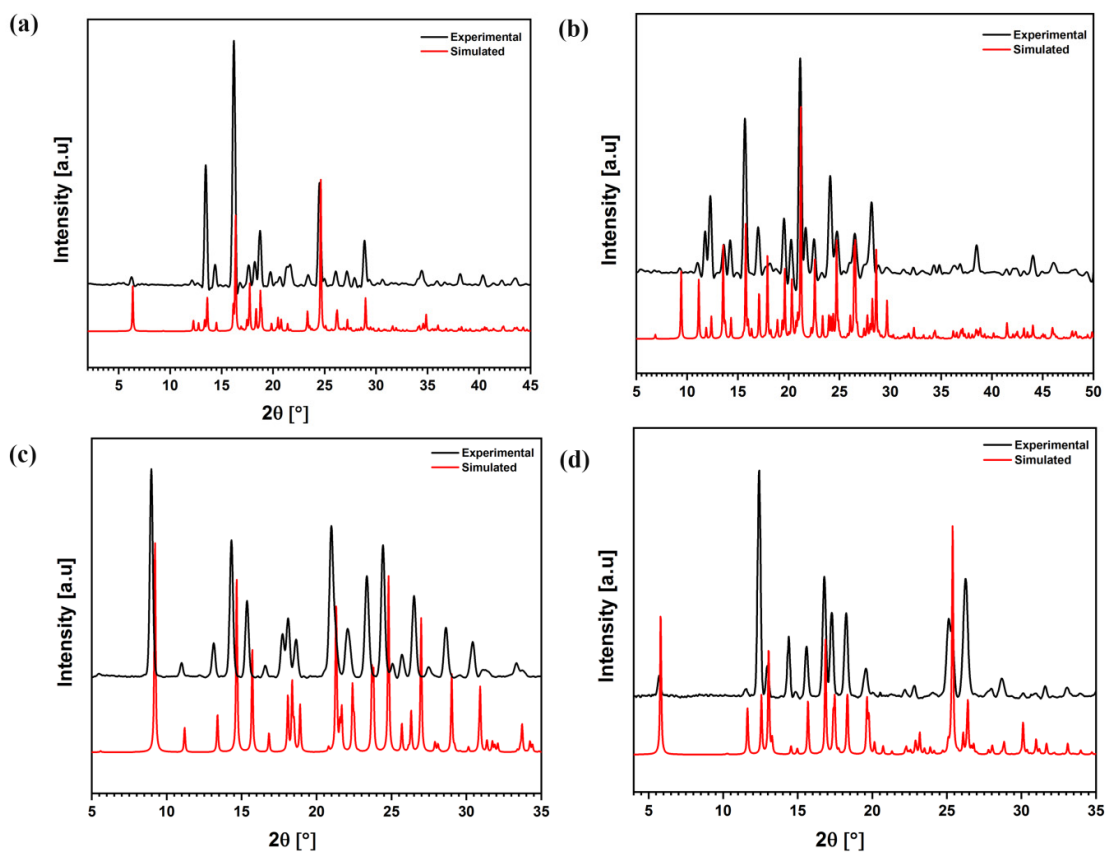 (a)
Experimental
Simulated
Intensity [a.u]
5 10 15 20 25 30 35 40 45
2θ [°]
(b)
Experimental
Simulated
Intensity [a.u]
5 10 15 20 25 30 35 40 45 50
(c)
Experimental
Simulated
Intensity [a.u]
5 10 15 20 25 30 35
2θ [°]
(d)
Experimental
Simulated
Intensity [a.u]
5 10 15 20 25 30 35
2θ [°]